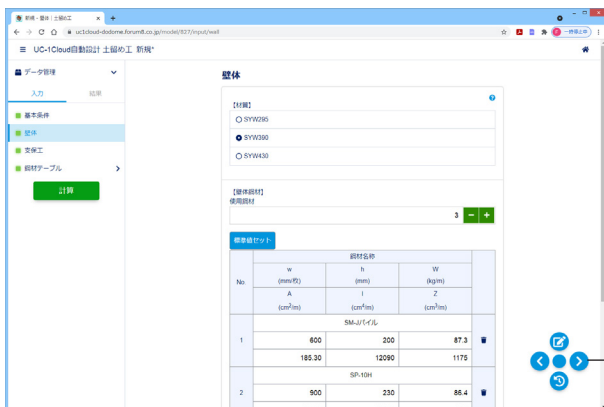 新規 - 壁体 | 土留め工
uc1cloud-dodome.forum8.co.jp/model/827/input/wall
一時停止中
UC-1Cloud自動設計 土留め工 新規*
データ管理
入力 結果
基本条件
壁体
支保工
鋼材テーブル
計算
壁体
【材質】
SYW295
SYW390
SYW430
【壁体鋼材】
使用鋼材
3
標準値セット
No.
鋼材名称
w h W
(mm/枚) (mm) (kg/m)
A I Z
(cm²/m) (cm⁴/m) (cm³/m)
SM-Jパイル
1 600 200 87.3
185.30 12090 1175
SP-10H
2 900 230 86.4